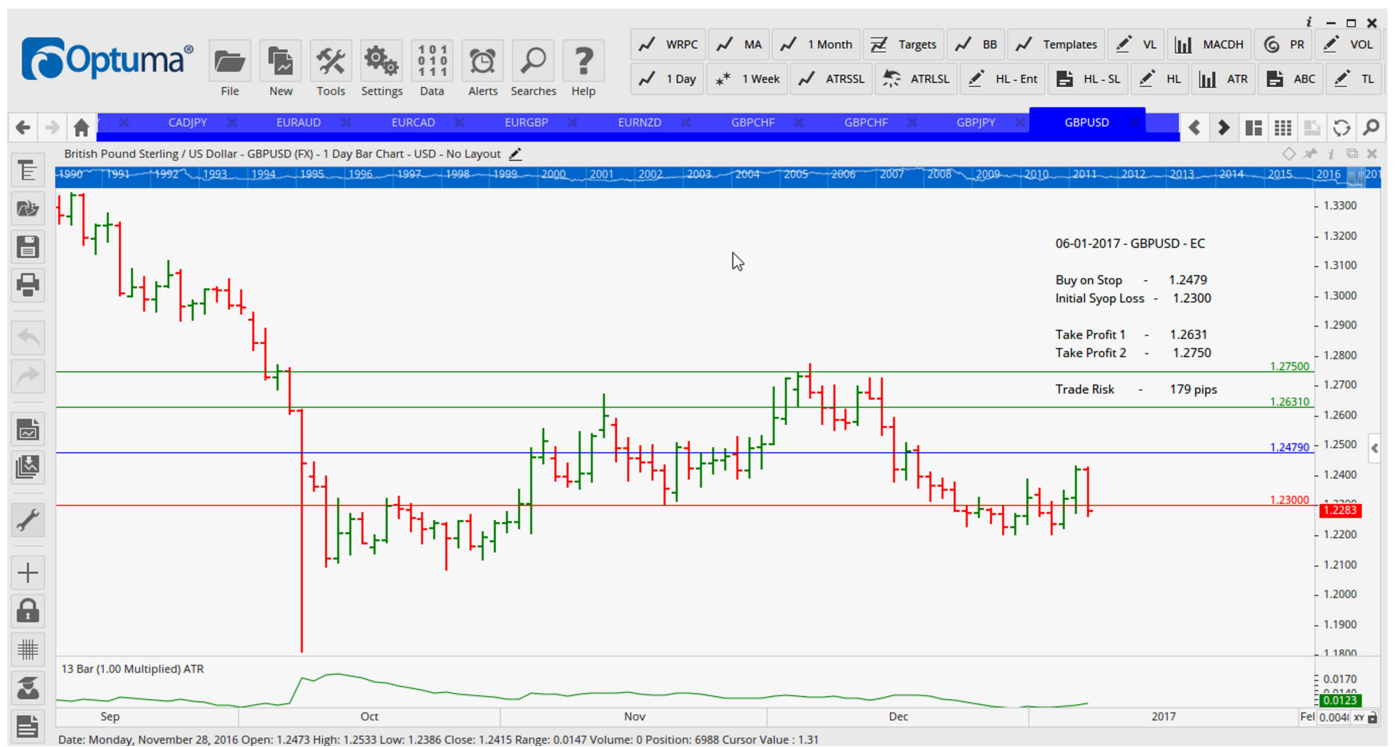 i
Optuma®
File
New
Tools
Settings
101 010 111
Data
Alerts
Searches
Help
WRPC
MA
1 Month
Targets
BB
Templates
VL
MACDH
PR
VOL
1 Day
1 Week
ATRSSL
ATRLSL
HL - Ent
HL - SL
HL
ATR
ABC
TL
CADJPY
EURAUD
EURCAD
EURGBP
EURNZD
GBPCHF
GBPCHF
GBPJPY
GBPUSD
British Pound Sterling / US Dollar - GBPUSD (FX) - 1 Day Bar Chart - USD - No Layout
1990 1991 1992 1993 1994 1995 1996 1997 1998 1999 2000 2001 2002 2003 2004 2005 2006 2007 2008 2009 2010 2011 2012 2013 2014 2015 2016 201
1.3300
1.3200
1.3100
1.3000
1.2900
1.2800
1.2700
1.2600
1.2500
1.2400
1.2283
1.2200
1.2100
1.2000
1.1900
1.1800
06-01-2017 - GBPUSD - EC
Buy on Stop - 1.2479
Initial Syop Loss - 1.2300
Take Profit 1 - 1.2631
Take Profit 2 - 1.2750
Trade Risk - 179 pips
1.27500
1.26310
1.24790
1.23000
13 Bar (1.00 Multiplied) ATR
0.0170
0.0140
0.0123
0.004
XY
Sep Oct Nov Dec 2017 Fel
Date: Monday, November 28, 2016 Open: 1.2473 High: 1.2533 Low: 1.2386 Close: 1.2415 Range: 0.0147 Volume: 0 Position: 6988 Cursor Value : 1.31